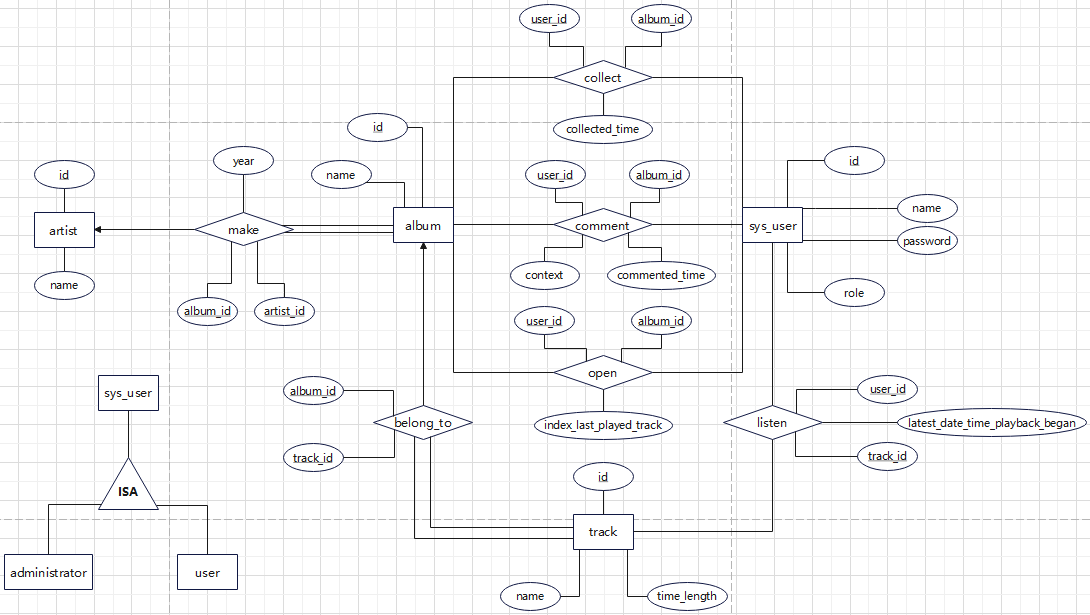 user_id
album_id
collect
collected_time
id
name
year
id
artist
name
make
album_id
artist_id
album
user_id
album_id
comment
context
commented_time
sys_user
id
name
password
role
user_id
album_id
open
index_last_played_track
album_id
belong_to
track_id
listen
user_id
latest_date_time_playback_began
track_id
sys_user
ISA
administrator
user
id
track
name
time_length